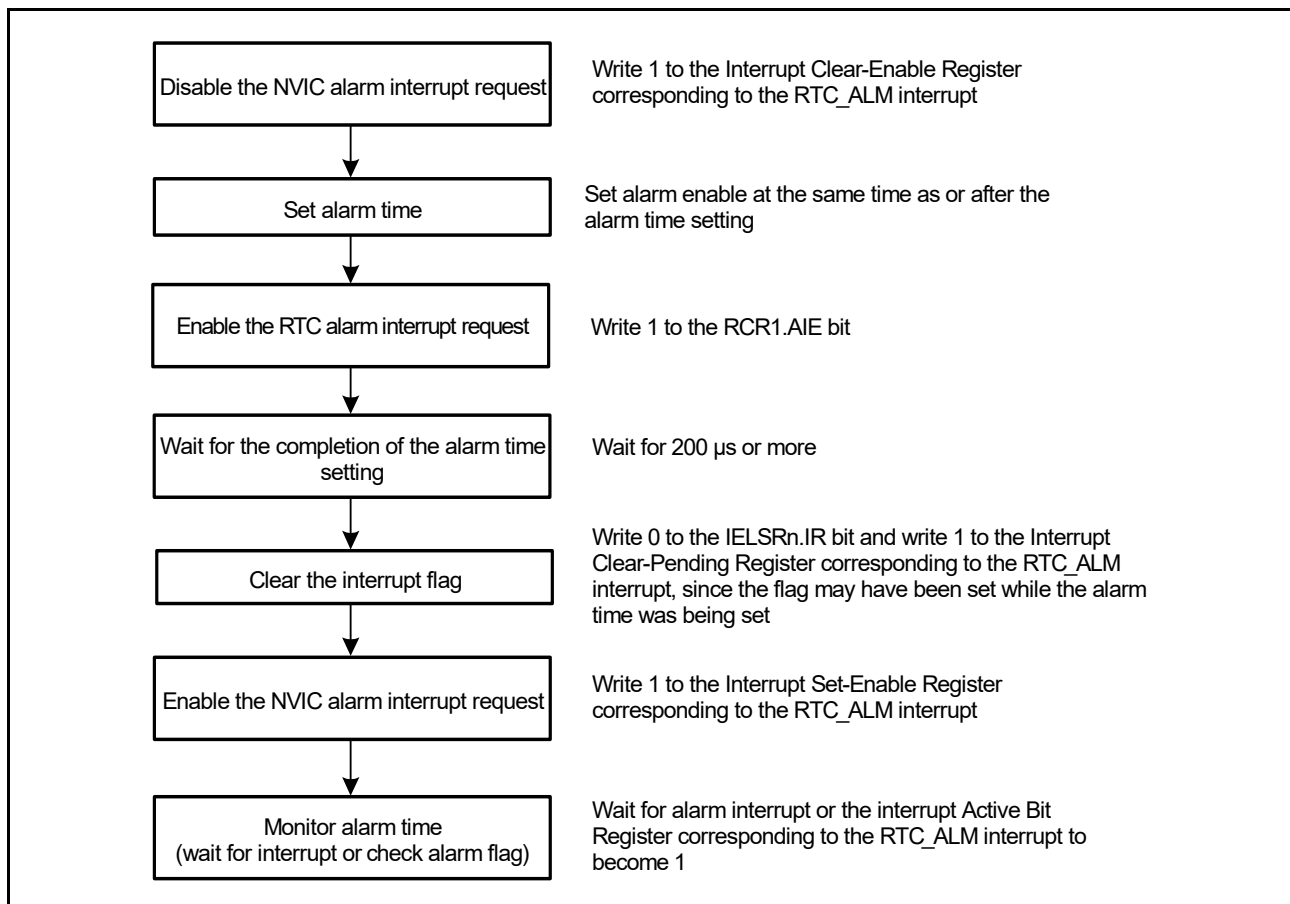 Disable the NVIC alarm interrupt request
Write 1 to the Interrupt Clear-Enable Register
corresponding to the RTC_ALM interrupt
Set alarm time
Set alarm enable at the same time as or after the
alarm time setting
Enable the RTC alarm interrupt request
Write 1 to the RCR1.AIE bit
Wait for the completion of the alarm time
setting
Wait for 200 µs or more
Clear the interrupt flag
Write 0 to the IELSRn.IR bit and write 1 to the Interrupt
Clear-Pending Register corresponding to the RTC_ALM
interrupt, since the flag may have been set while the alarm
time was being set
Enable the NVIC alarm interrupt request
Write 1 to the Interrupt Set-Enable Register
corresponding to the RTC_ALM interrupt
Monitor alarm time
(wait for interrupt or check alarm flag)
Wait for alarm interrupt or the interrupt Active Bit
Register corresponding to the RTC_ALM interrupt to
become 1